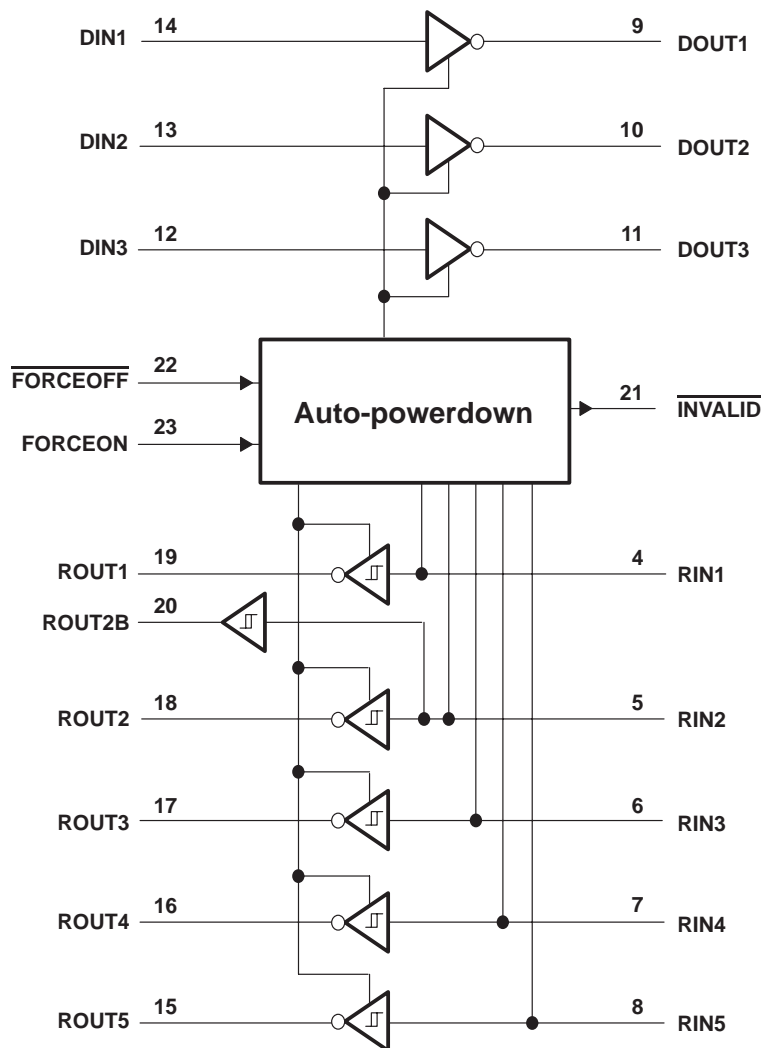 DIN1 14 9 DOUT1
DIN2 13 10 DOUT2
DIN3 12 11 DOUT3
FORCEOFF 22
21 INVALID
Auto-powerdown
FORCEON 23
ROUT1 19 4 RIN1
ROUT2B 20
ROUT2 18 5 RIN2
ROUT3 17 6 RIN3
ROUT4 16 7 RIN4
ROUT5 15 8 RIN5